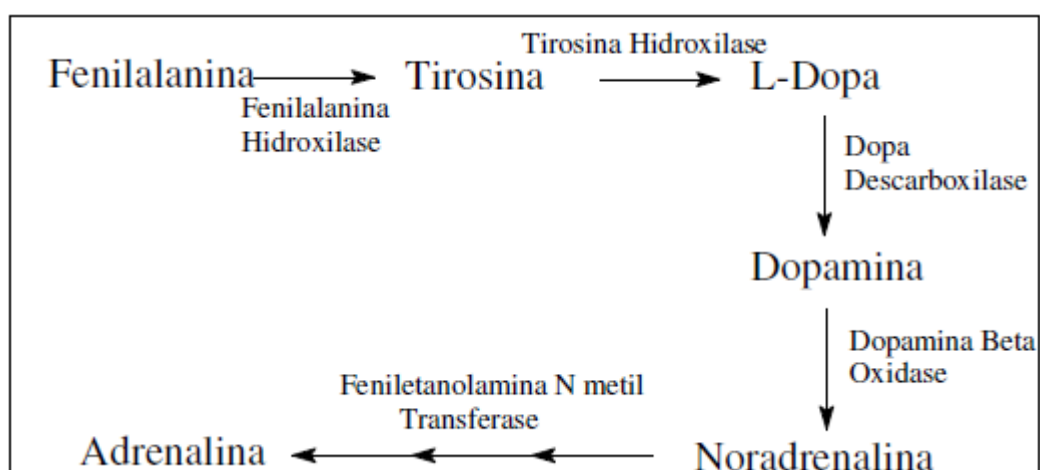 Tirosina Hidroxilase
Fenilalanina
Tirosina
L-Dopa
Fenilalanina
Hidroxilase
Dopa
Descarboxilase
Dopamina
Dopamina Beta
Oxidase
Feniletanolamina N metil
Transferase
Adrenalina
Noradrenalina